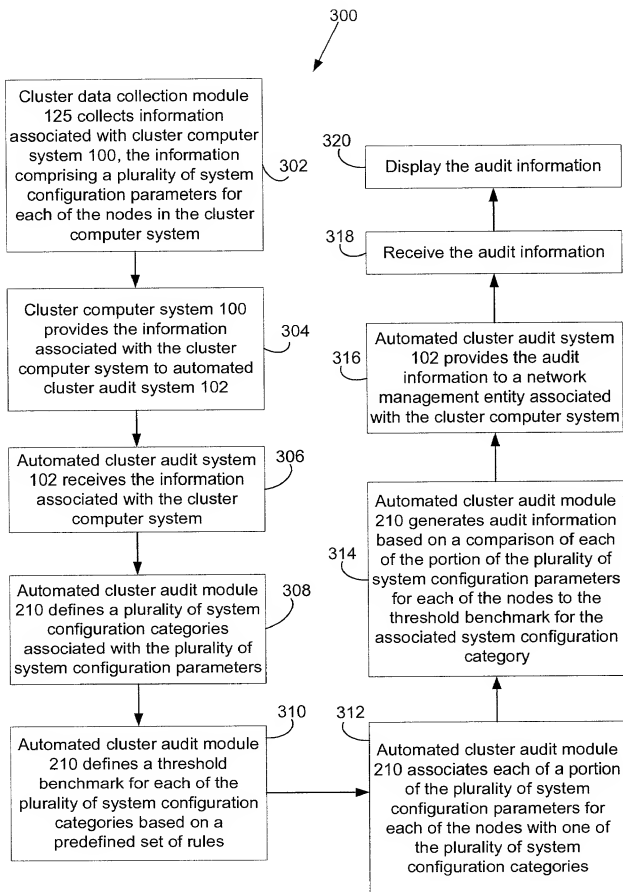 300
Cluster data collection module
125 collects information
associated with cluster computer
system 100, the information
comprising a plurality of system
configuration parameters for
each of the nodes in the cluster
computer system
302
Cluster computer system 100
provides the information
associated with the cluster
computer system to automated
cluster audit system 102
304
Automated cluster audit system
102 receives the information
associated with the cluster
computer system
306
Automated cluster audit module
210 defines a plurality of system
configuration categories
associated with the plurality of
system configuration parameters
308
Automated cluster audit module
210 defines a threshold
benchmark for each of the
plurality of system configuration
categories based on a
predefined set of rules
310
312
Automated cluster audit module
210 associates each of a portion
of the plurality of system
configuration parameters for
each of the nodes with one of
the plurality of system
configuration categories
314
Automated cluster audit module
210 generates audit information
based on a comparison of each
of the portion of the plurality of
system configuration parameters
for each of the nodes to the
threshold benchmark for the
associated system configuration
category
316
Automated cluster audit system
102 provides the audit
information to a network
management entity associated
with the cluster computer system
318
Receive the audit information
320
Display the audit information